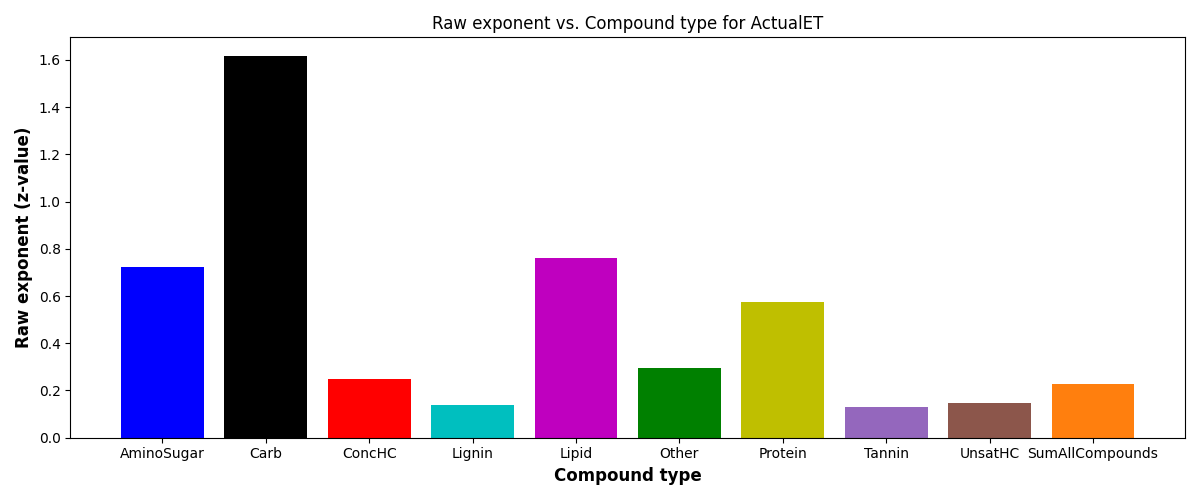 Raw exponent vs. Compound type for ActualET
Raw exponent (z-value)
1.6
1.4
1.2
1.0
0.8
0.6
0.4
0.2
0.0
AminoSugar Carb ConcHC Lignin Lipid Other Protein Tannin UnsatHC SumAllCompounds
Compound type